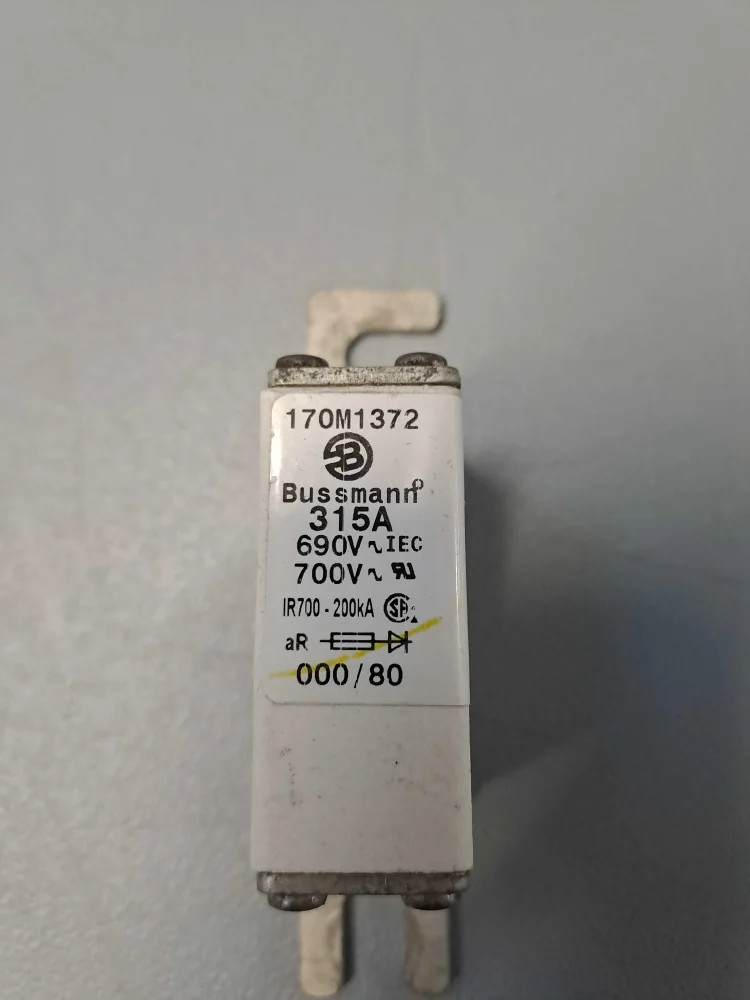 170M1372
Bussmann
315A
690V~IEC
700V~
IR700 - 200kA
aR
000/80